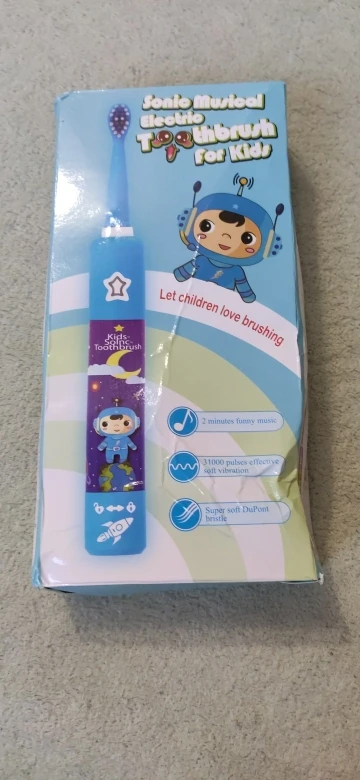 Sonic Musical
Electric
Toothbrush
For Kids
Let children love brushing
Kids-
Soinc-
Toothbrush
2 minutes funny music
31000 pulses effective
soft vibration
Super soft DuPont
bristle